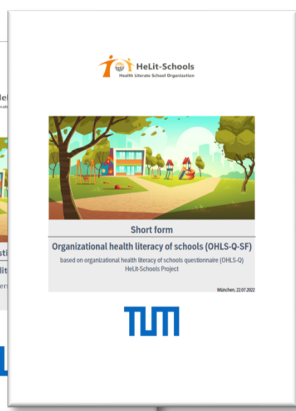 HeLit-Schools
Health Literate School Organization
Short form
Organizational health literacy of schools (OHLS-Q-SF)
based on organizational health literacy of schools questionnaire (OHLS-Q)
HeLit-Schools Project
München, 22.07.2022
TUM